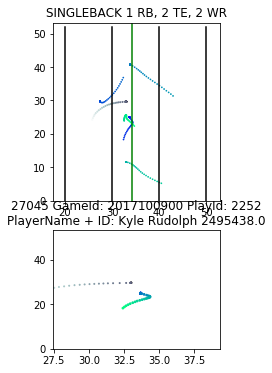 SINGLEBACK 1 RB, 2 TE, 2 WR
50
40
30
20
10
0
20 30 40 50
27045 GameId: 2017100900 PlayId: 2252
PlayerName + ID: Kyle Rudolph 2495438.0
40
20
0
27.5 30.0 32.5 35.0 37.5